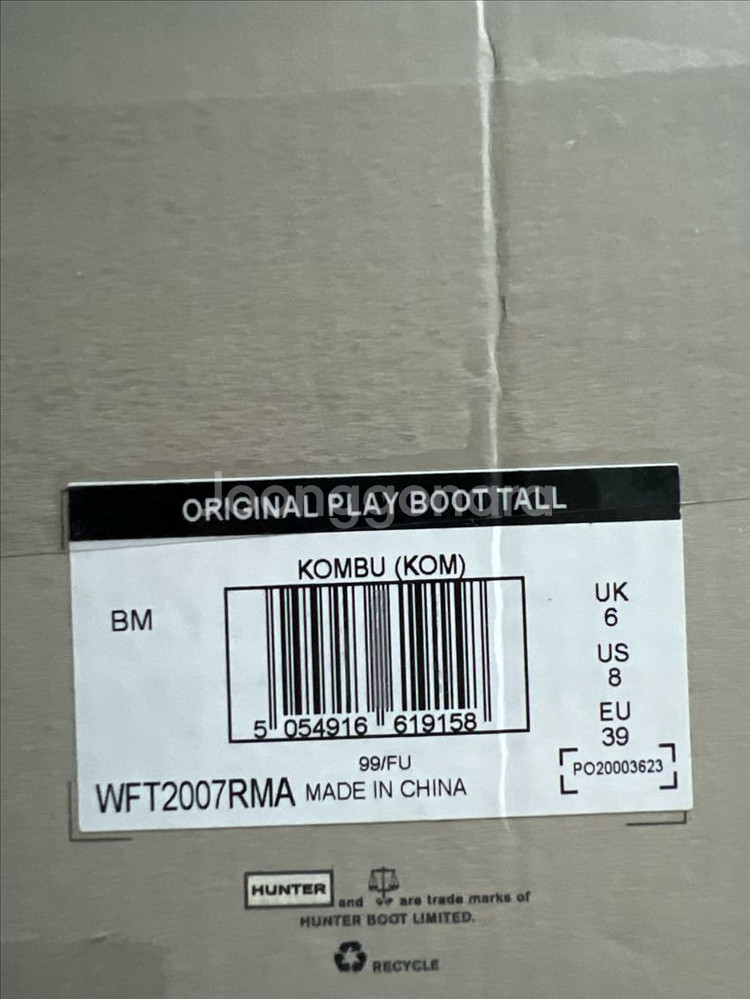 ORIGINAL PLAY BOOT TALL
KOMBU (KOM)
BM
5 054916 619158
UK
6
US
8
EU
39
99/FU
PO20003623
WFT2007RMA MADE IN CHINA
HUNTER and are trade marks of
HUNTER BOOT LIMITED.
RECYCLE